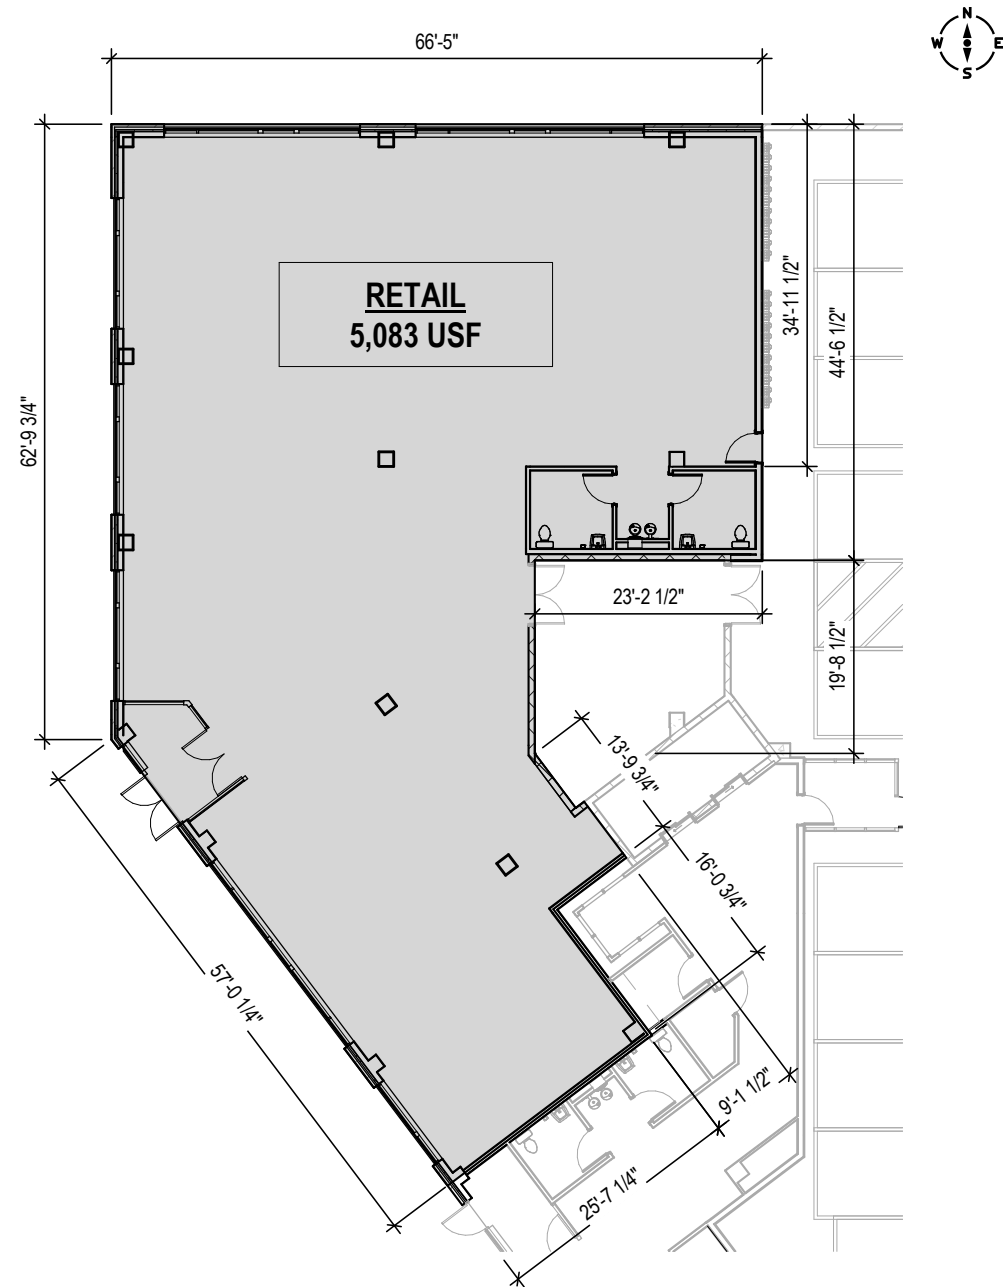 N
W
E
S
66'-5"
RETAIL
5,083 USF
34'-11 1/2"
44'-6 1/2"
62'-9 3/4"
23'-2 1/2"
19'-8 1/2"
13'-9 3/4"
16'-0 3/4"
57'-0 1/4"
9'-1 1/2"
25'-7 1/4"